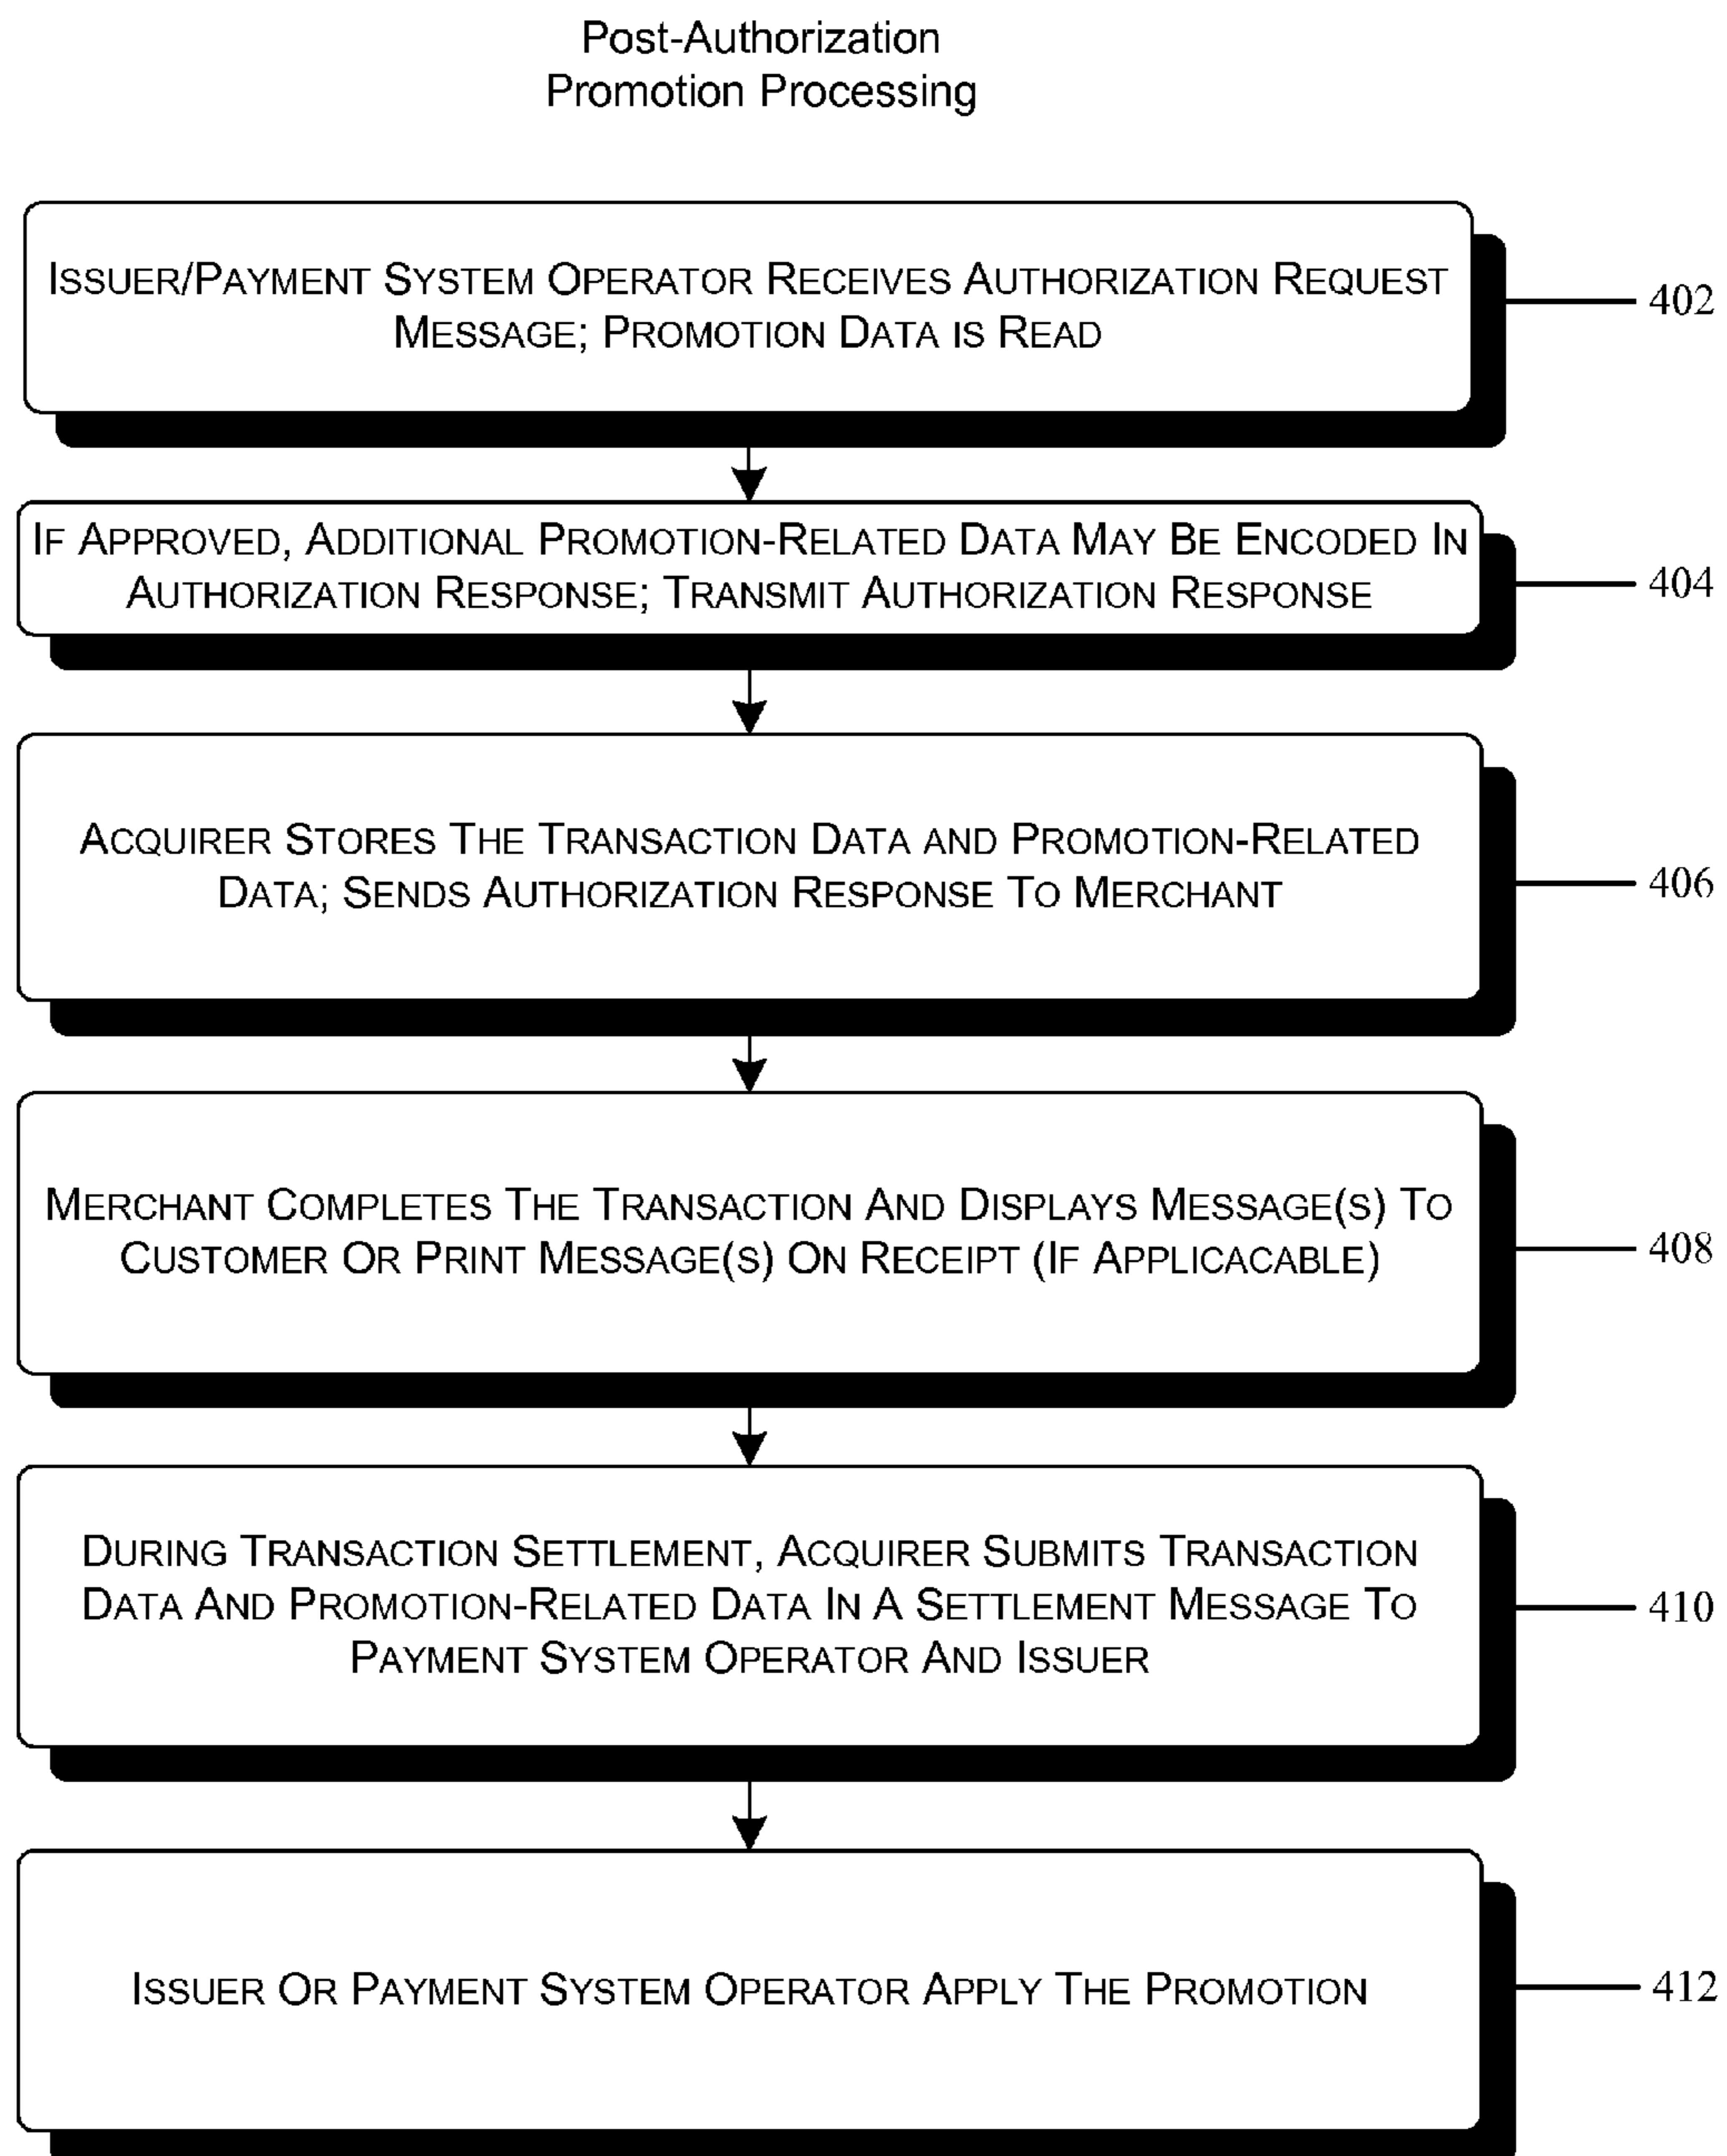 Post-Authorization
Promotion Processing
ISSUER/PAYMENT SYSTEM OPERATOR RECEIVES AUTHORIZATION REQUEST
MESSAGE; PROMOTION DATA IS READ
402
IF APPROVED, ADDITIONAL PROMOTION-RELATED DATA MAY BE ENCODED IN
AUTHORIZATION RESPONSE; TRANSMIT AUTHORIZATION RESPONSE
404
ACQUIRER STORES THE TRANSACTION DATA AND PROMOTION-RELATED
DATA; SENDS AUTHORIZATION RESPONSE TO MERCHANT
406
MERCHANT COMPLETES THE TRANSACTION AND DISPLAYS MESSAGE(S) TO
CUSTOMER OR PRINT MESSAGE(S) ON RECEIPT (IF APPLICACABLE)
408
DURING TRANSACTION SETTLEMENT, ACQUIRER SUBMITS TRANSACTION
DATA AND PROMOTION-RELATED DATA IN A SETTLEMENT MESSAGE TO
PAYMENT SYSTEM OPERATOR AND ISSUER
410
ISSUER OR PAYMENT SYSTEM OPERATOR APPLY THE PROMOTION
412